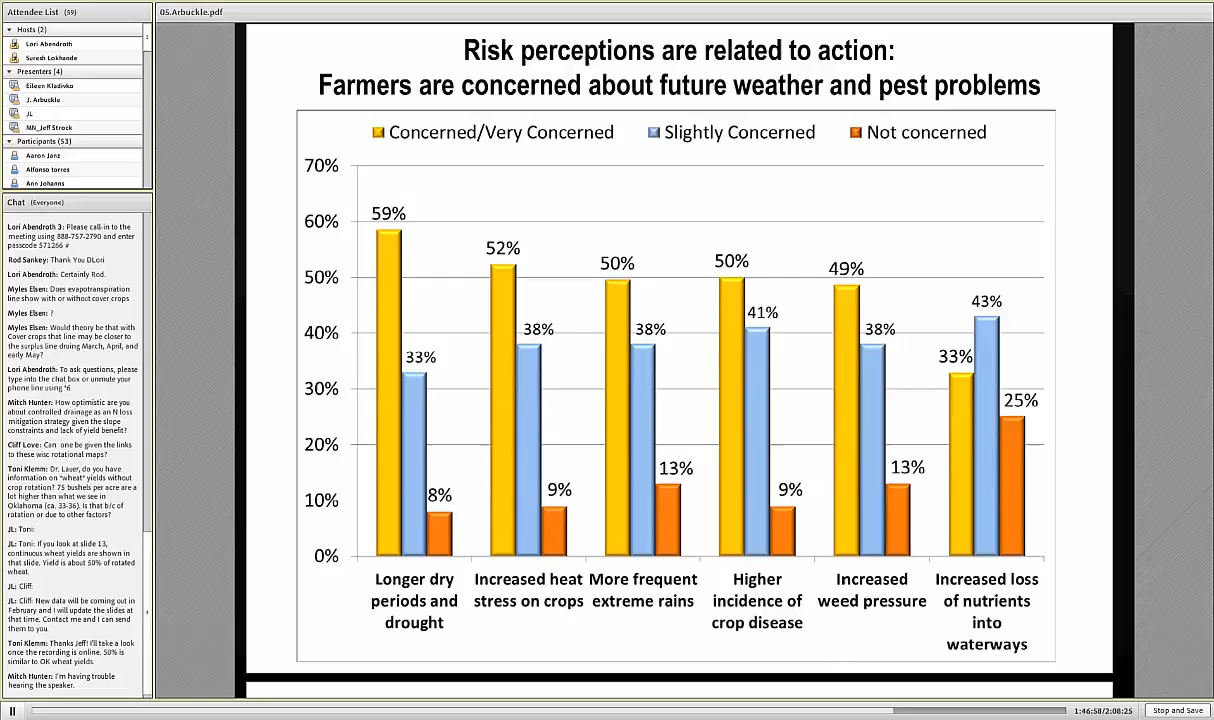 Attendee List (59)
Hosts (2)
Lori Abendroth
Suresh Lokhande
Presenters (4)
Eileen Kladivko
J. Arbuckle
JL
MN_Jeff Strock
Participants (53)
Aaron Janz
Alfonso torres
Ann Johanns
Chat (Everyone)
Lori Abendroth 3: Please call-in to the
meeting using 888-757-2790 and enter
passcode 571266 #
Rod Sankey: Thank You DLori
Lori Abendroth: Certainly Rod.
Myles Elsen: Does evapotranspiration
line show with or without cover crops
Myles Elsen: ?
Myles Elsen: Would theory be that with
Cover crops that line may be closer to
the surplus line druing March, April, and
early May?
Lori Abendroth: To ask questions, please
type into the chat box or unmute your
phone line using *6
Mitch Hunter: How optimistic are you
about controlled drainage as an N loss
mitigation strategy given the slope
constraints and lack of yield benefit?
Cliff Love: Can one be given the links
to these wisc rotational maps?
Toni Klemm: Dr. Lauer, do you have
information on "wheat" yields without
crop rotation? 75 bushels per acre are a
lot higher than what we see in
Oklahoma (ca. 33-36). Is that b/c of
rotation or due to other factors?
JL: Toni:
JL: Toni: If you look at slide 13,
continuous wheat yields are shown in
that slide. Yield is about 50% of rotated
wheat.
JL: Cliff:
JL: Cliff: New data will be coming out in
February and I will update the slides at
that time. Contact me and I can send
them to you.
Toni Klemm: Thanks Jeff! I'll take a look
once the recording is online. 50% is
similar to OK wheat yields.
Mitch Hunter: I'm having trouble
hearing the speaker.
05.Arbuckle.pdf
Risk perceptions are related to action:
Farmers are concerned about future weather and pest problems
Concerned/Very Concerned Slightly Concerned Not concerned
70%
60%
50%
40%
30%
20%
10%
0%
59% 33% 8%
52% 38% 9%
50% 38% 13%
50% 41% 9%
49% 38% 13%
33% 43% 25%
Longer dry
periods and
drought
Increased heat
stress on crops
More frequent
extreme rains
Higher
incidence of
crop disease
Increased
weed pressure
Increased loss
of nutrients
into
waterways
1:46:58/2:08:25
Stop and Save